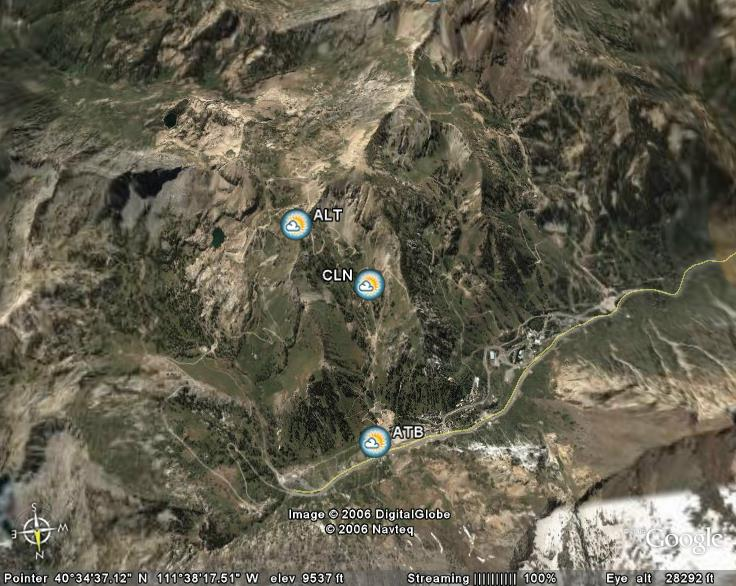 ALT
CLN
ATB
Image © 2006 DigitalGlobe
© 2006 Navteq
S
E W
N
Google
Pointer 40°34'37.12" N 111°38'17.51" W elev 9537 ft Streaming |||||||||| 100% Eye alt 28292 ft